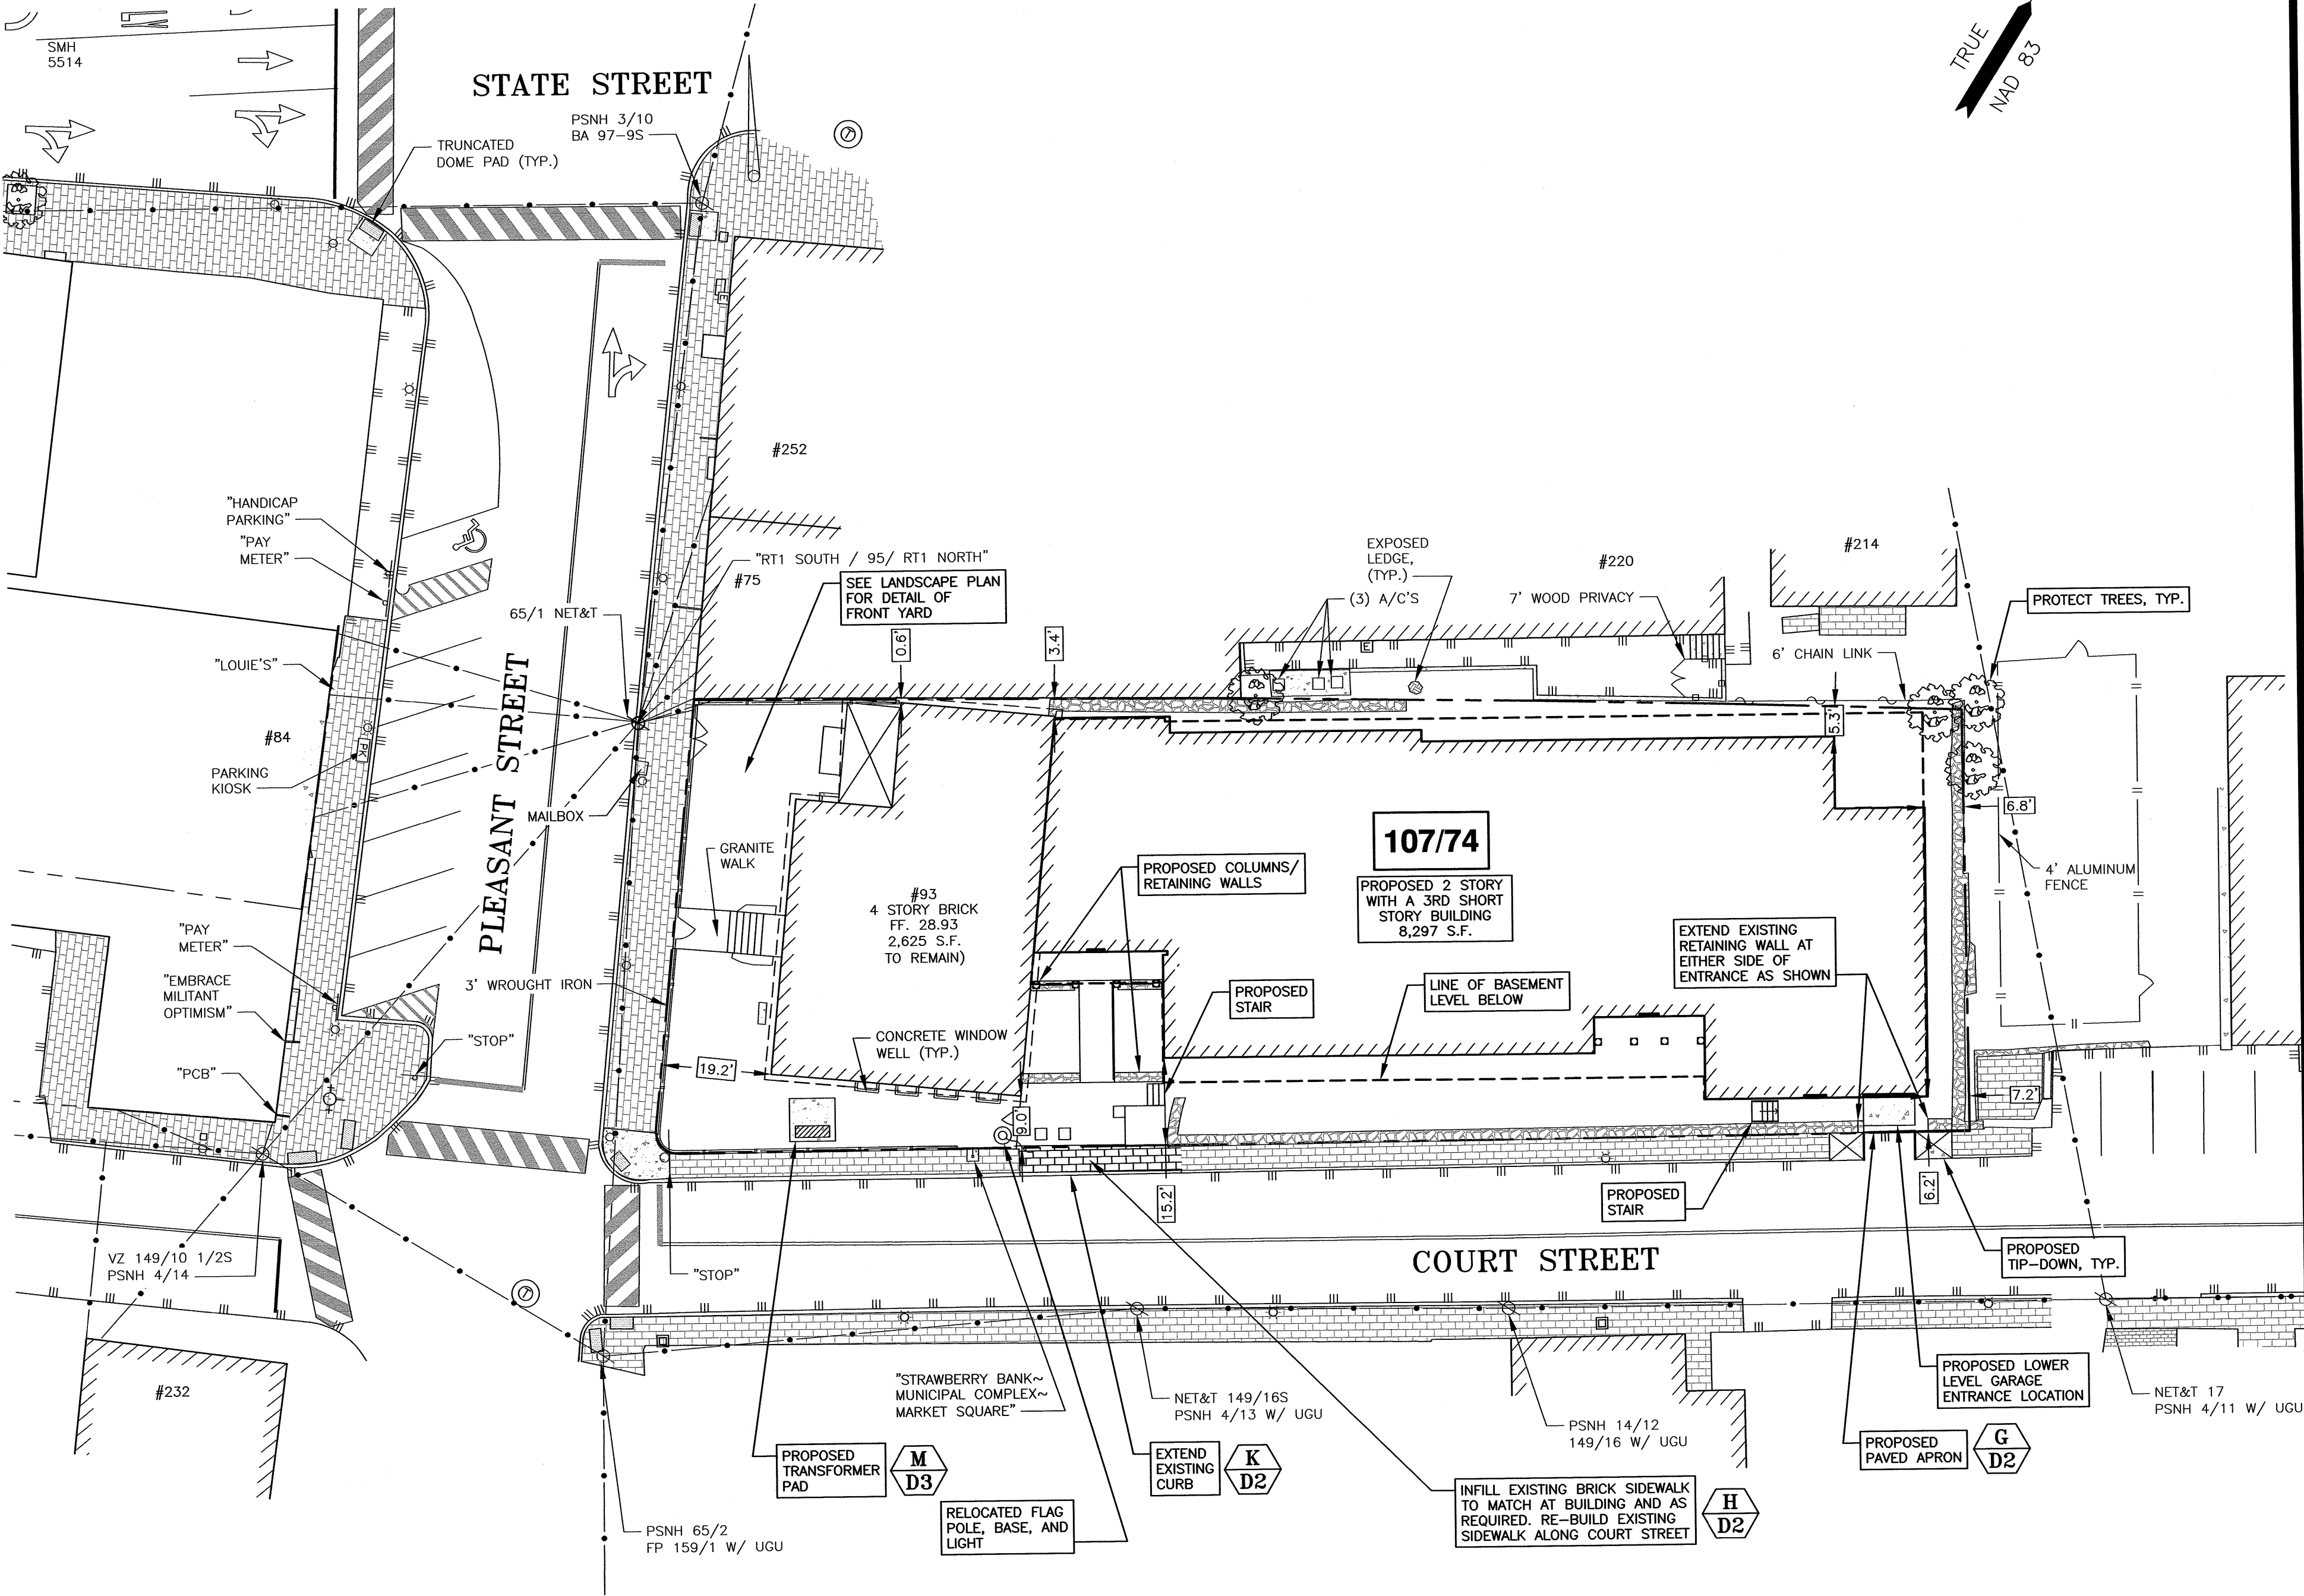 SMH
5514
STATE STREET
TRUE
NAD 83
PSNH 3/10
BA 97-9S
TRUNCATED
DOME PAD (TYP.)
E
#252
"HANDICAP
PARKING"
"PAY
METER"
"RT1 SOUTH / 95/ RT1 NORTH"
#75
SEE LANDSCAPE PLAN
FOR DETAIL OF
FRONT YARD
65/1 NET&T
EXPOSED
LEDGE,
(TYP.)
(3) A/C'S
#220
7' WOOD PRIVACY
#214
PROTECT TREES, TYP.
6' CHAIN LINK
E
0.6'
3.4'
5.3'
"LOUIE'S"
#84
PK
PARKING
KIOSK
PLEASANT STREET
MAILBOX
GRANITE
WALK
6.8'
107/74
PROPOSED 2 STORY
WITH A 3RD SHORT
STORY BUILDING
8,297 S.F.
PROPOSED COLUMNS/
RETAINING WALLS
4' ALUMINUM
FENCE
#93
4 STORY BRICK
FF. 28.93
2,625 S.F.
TO REMAIN)
EXTEND EXISTING
RETAINING WALL AT
EITHER SIDE OF
ENTRANCE AS SHOWN
"PAY
METER"
"EMBRACE
MILITANT
OPTIMISM"
3' WROUGHT IRON
PROPOSED
STAIR
LINE OF BASEMENT
LEVEL BELOW
"STOP"
CONCRETE WINDOW
WELL (TYP.)
"PCB"
19.2'
9.0'
7.2'
15.2'
6.2'
PROPOSED
STAIR
VZ 149/10 1/2S
PSNH 4/14
"STOP"
COURT STREET
PROPOSED
TIP-DOWN, TYP.
#232
"STRAWBERY BANK~
MUNICIPAL COMPLEX~
MARKET SQUARE"
NET&T 149/16S
PSNH 4/13 W/ UGU
PSNH 14/12
149/16 W/ UGU
PROPOSED LOWER
LEVEL GARAGE
ENTRANCE LOCATION
NET&T 17
PSNH 4/11 W/ UGU
PROPOSED
TRANSFORMER
PAD
M
D3
EXTEND
EXISTING
CURB
K
D2
PROPOSED
PAVED APRON
G
D2
INFILL EXISTING BRICK SIDEWALK
TO MATCH AT BUILDING AND AS
REQUIRED. RE-BUILD EXISTING
SIDEWALK ALONG COURT STREET
H
D2
RELOCATED FLAG
POLE, BASE, AND
LIGHT
PSNH 65/2
FP 159/1 W/ UGU